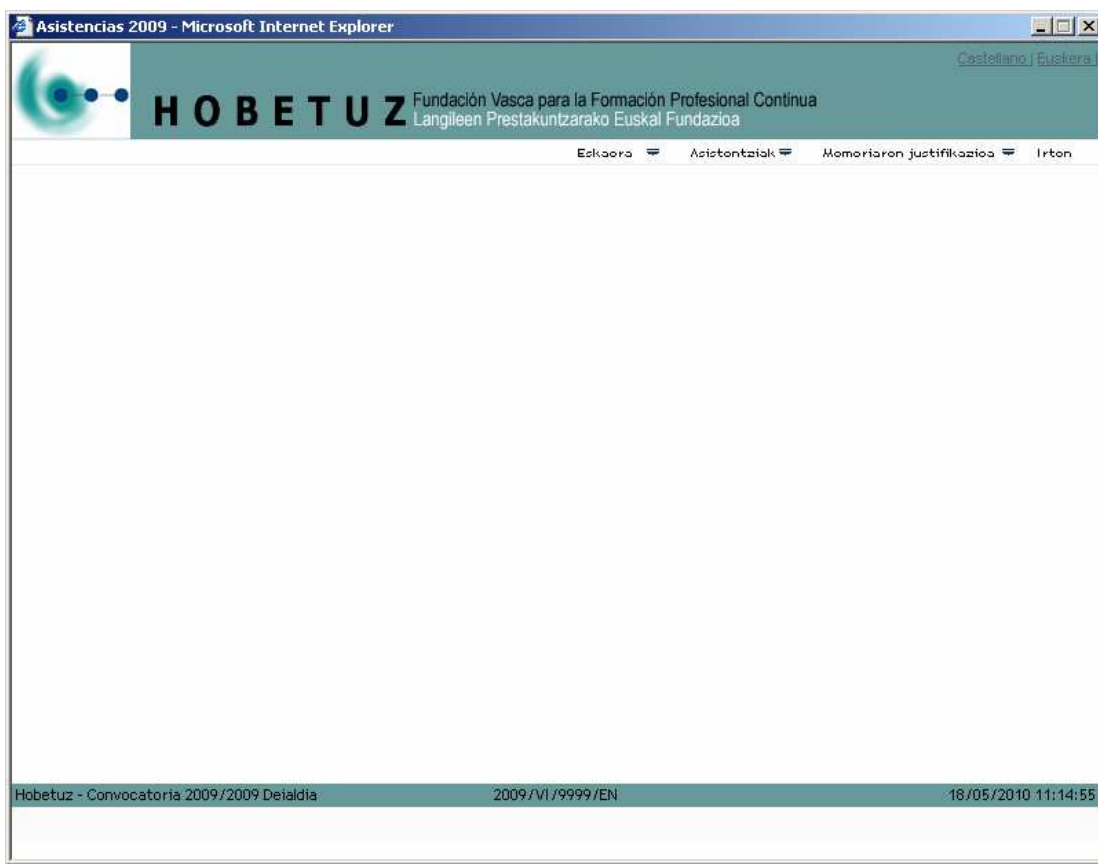 Asistencias 2009 - Microsoft Internet Explorer
Castellano | Euskera |
HOBETUZ Fundación Vasca para la Formación Profesional Continua
Langileen Prestakuntzarako Euskal Fundazioa
Eskaera Asistentziak Memoriaren justifikazioa Irten
Hobetuz - Convocatoria 2009/2009 Deialdia 2009/VI/9999/EN 18/05/2010 11:14:55